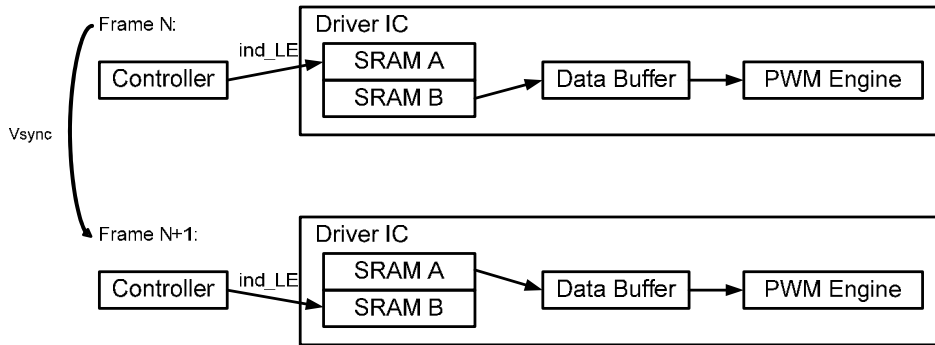 Frame N:
Driver IC
ind_LE
SRAM A
Controller
SRAM B
Data Buffer
PWM Engine
Vsync
Frame N+1:
Driver IC
ind_LE
SRAM A
Controller
SRAM B
Data Buffer
PWM Engine